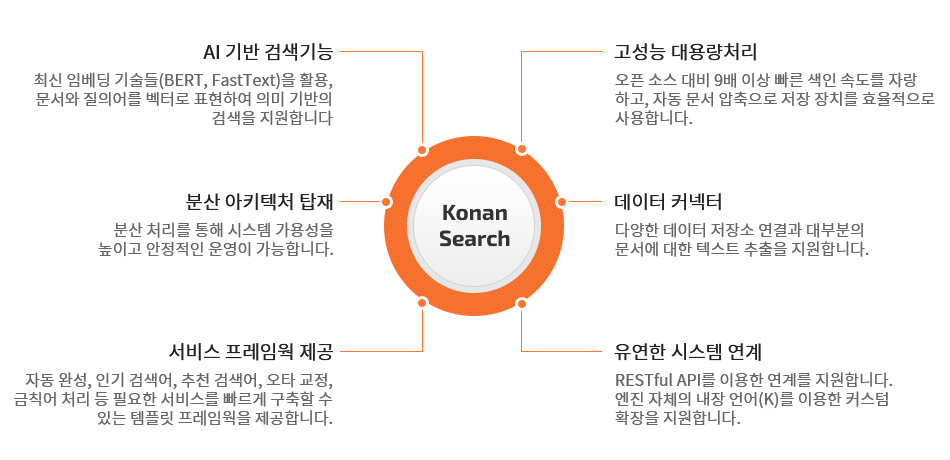 AI 기반 검색기능
최신 임베딩 기술들(BERT, FastText)을 활용,
문서와 질의어를 벡터로 표현하여 의미 기반의
검색을 지원합니다
고성능 대용량처리
오픈 소스 대비 9배 이상 빠른 색인 속도를 자랑
하고, 자동 문서 압축으로 저장 장치를 효율적으로
사용합니다.
분산 아키텍처 탑재
분산 처리를 통해 시스템 가용성을
높이고 안정적인 운영이 가능합니다.
Konan
Search
데이터 커넥터
다양한 데이터 저장소 연결과 대부분의
문서에 대한 텍스트 추출을 지원합니다.
서비스 프레임웍 제공
자동 완성, 인기 검색어, 추천 검색어, 오타 교정,
금칙어 처리 등 필요한 서비스를 빠르게 구축할 수
있는 템플릿 프레임웍을 제공합니다.
유연한 시스템 연계
RESTful API를 이용한 연계를 지원합니다.
엔진 자체의 내장 언어(K)를 이용한 커스텀
확장을 지원합니다.